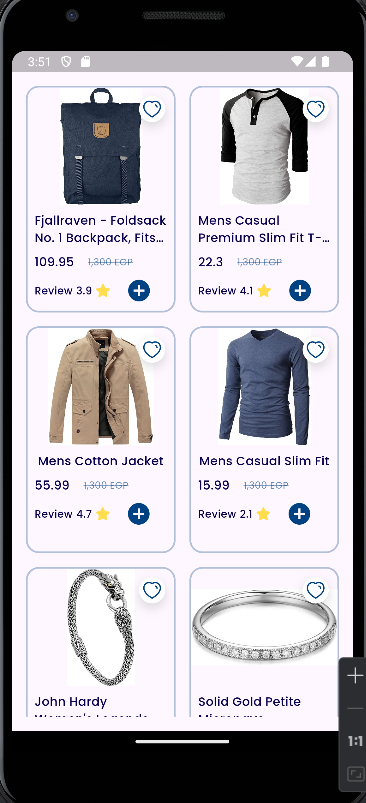 3:51
Fjallraven - Foldsack
No. 1 Backpack, Fits...
109.95 1,300 EGP
Review 3.9
Mens Casual
Premium Slim Fit T-...
22.3 1,300 EGP
Review 4.1
Mens Cotton Jacket
55.99 1,300 EGP
Review 4.7
Mens Casual Slim Fit
15.99 1,300 EGP
Review 2.1
John Hardy
Women's Legends
Solid Gold Petite
Micropave
1:1